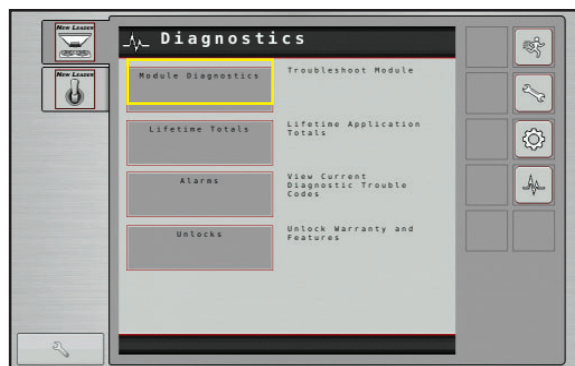 New Leader
New Leader
Diagnostics
Module Diagnostics
Troubleshoot Module
Lifetime Totals
Lifetime Application
Totals
Alarms
View Current
Diagnostic Trouble
Codes
Unlocks
Unlock Warranty and
Features